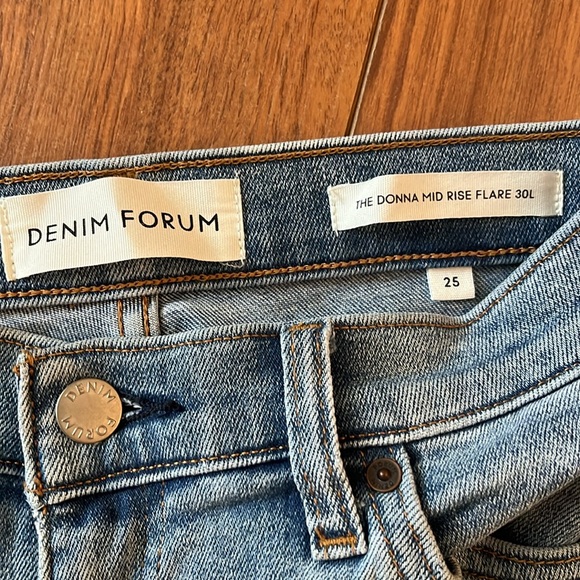 DENIM FORUM
THE DONNA MID RISE FLARE 30L
25
DENIM
FORUM